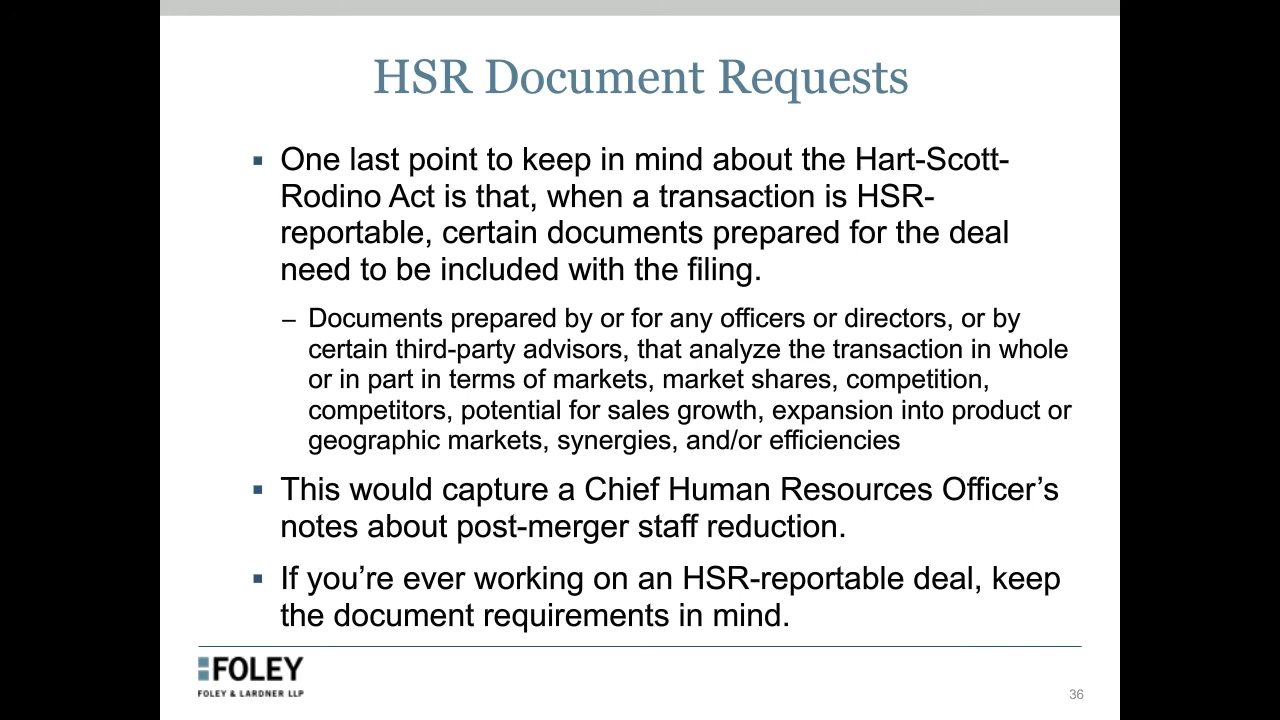 HSR Document Requests
▪ One last point to keep in mind about the Hart-Scott-
Rodino Act is that, when a transaction is HSR-
reportable, certain documents prepared for the deal
need to be included with the filing.
– Documents prepared by or for any officers or directors, or by
certain third-party advisors, that analyze the transaction in whole
or in part in terms of markets, market shares, competition,
competitors, potential for sales growth, expansion into product or
geographic markets, synergies, and/or efficiencies
▪ This would capture a Chief Human Resources Officer’s
notes about post-merger staff reduction.
▪ If you’re ever working on an HSR-reportable deal, keep
the document requirements in mind.
FOLEY
FOLEY & LARDNER LLP
36